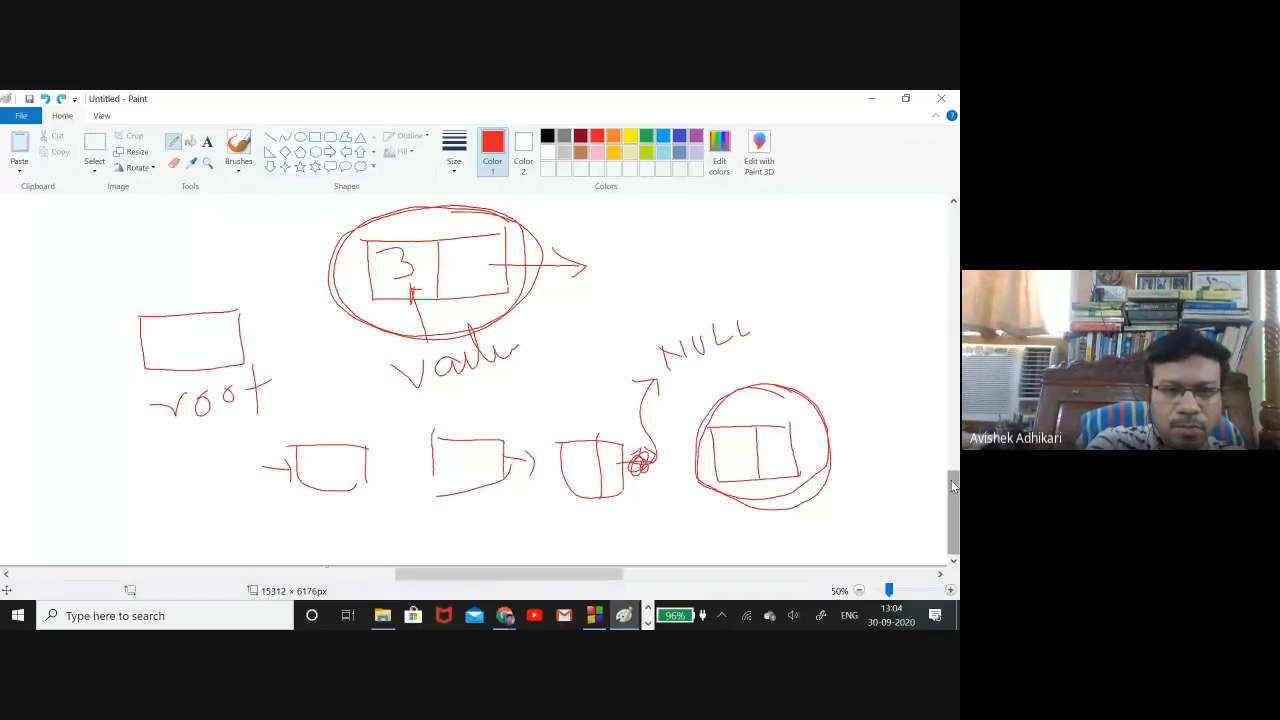 Untitled - Paint
File
Home
View
Paste
Cut
Copy
Clipboard
Select
Crop
Resize
Rotate
Image
Tools
Brushes
Shapes
Outline
Fill
Size
Color
1
Color
2
Edit
colors
Colors
Edit with
Paint 3D
3
value
NULL
root
Avishek Adhikari
15312 × 6176px
50%
Type here to search
96%
ENG
13:04
30-09-2020